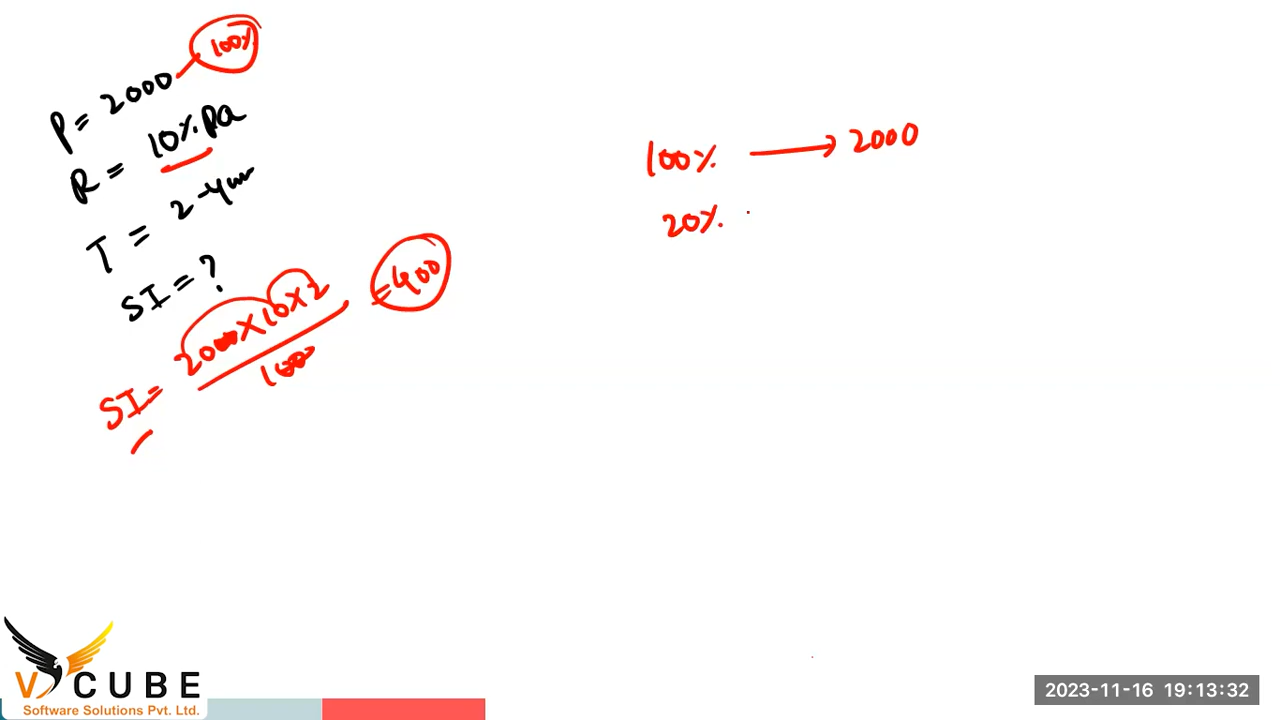 P = 2000 100%
R = 10% Pa
T = 2-year
SI = ?
SI = 2000 × 10 × 2 = 400
100
100% → 2000
20%
V CUBE
Software Solutions Pvt. Ltd.
2023-11-16 19:13:32